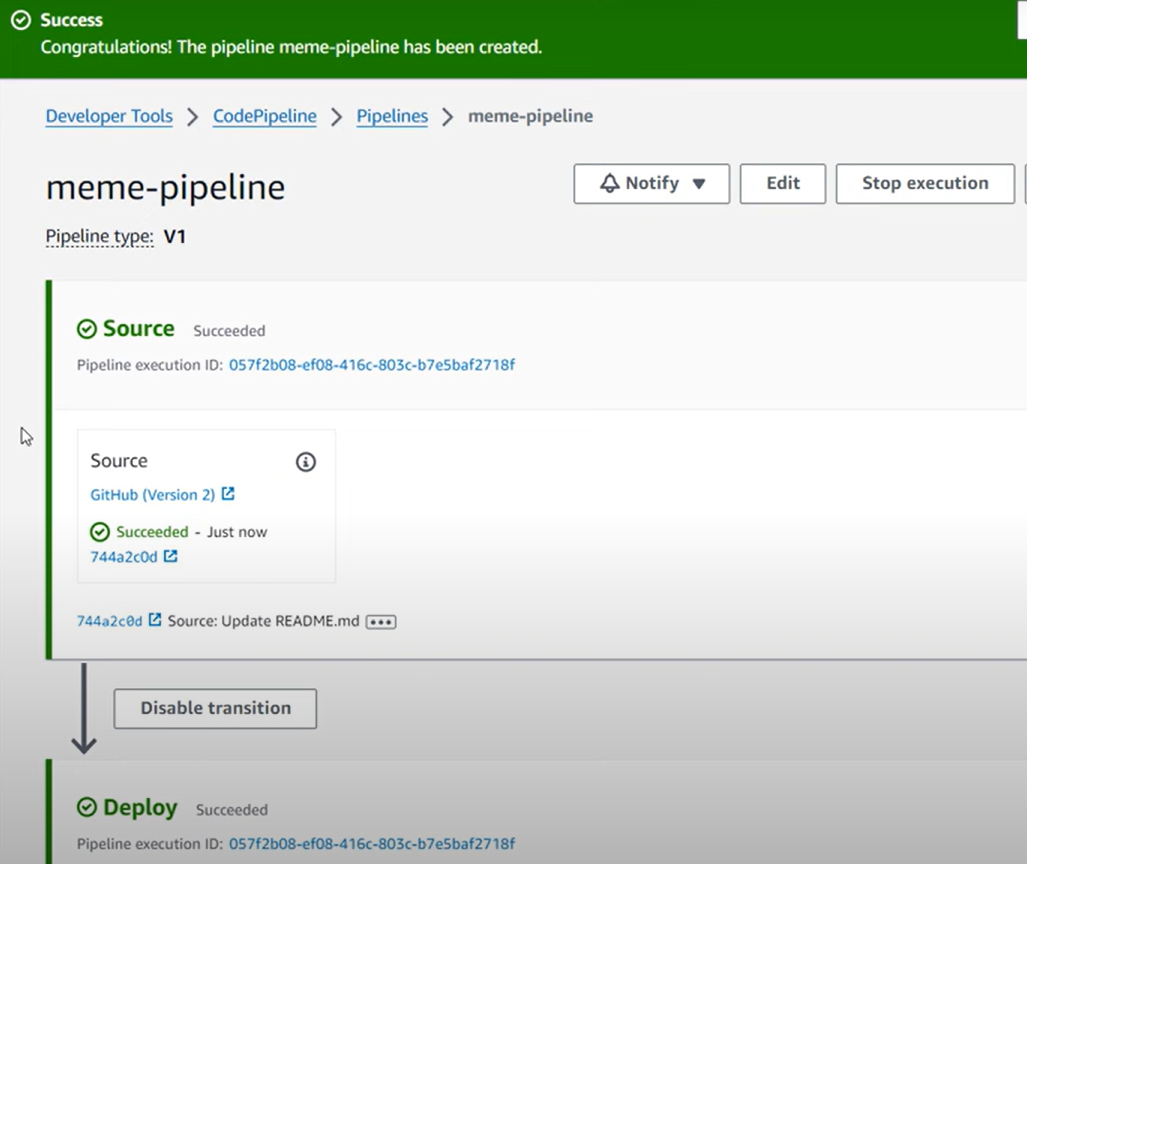 Success
Congratulations! The pipeline meme-pipeline has been created.
Developer Tools > CodePipeline > Pipelines > meme-pipeline
meme-pipeline
Notify ▼ Edit Stop execution
Pipeline type: V1
Source Succeeded
Pipeline execution ID: 057f2b08-ef08-416c-803c-b7e5baf2718f
Source
GitHub (Version 2)
Succeeded - Just now
744a2c0d
744a2c0d Source: Update README.md •••
Disable transition
Deploy Succeeded
Pipeline execution ID: 057f2b08-ef08-416c-803c-b7e5baf2718f